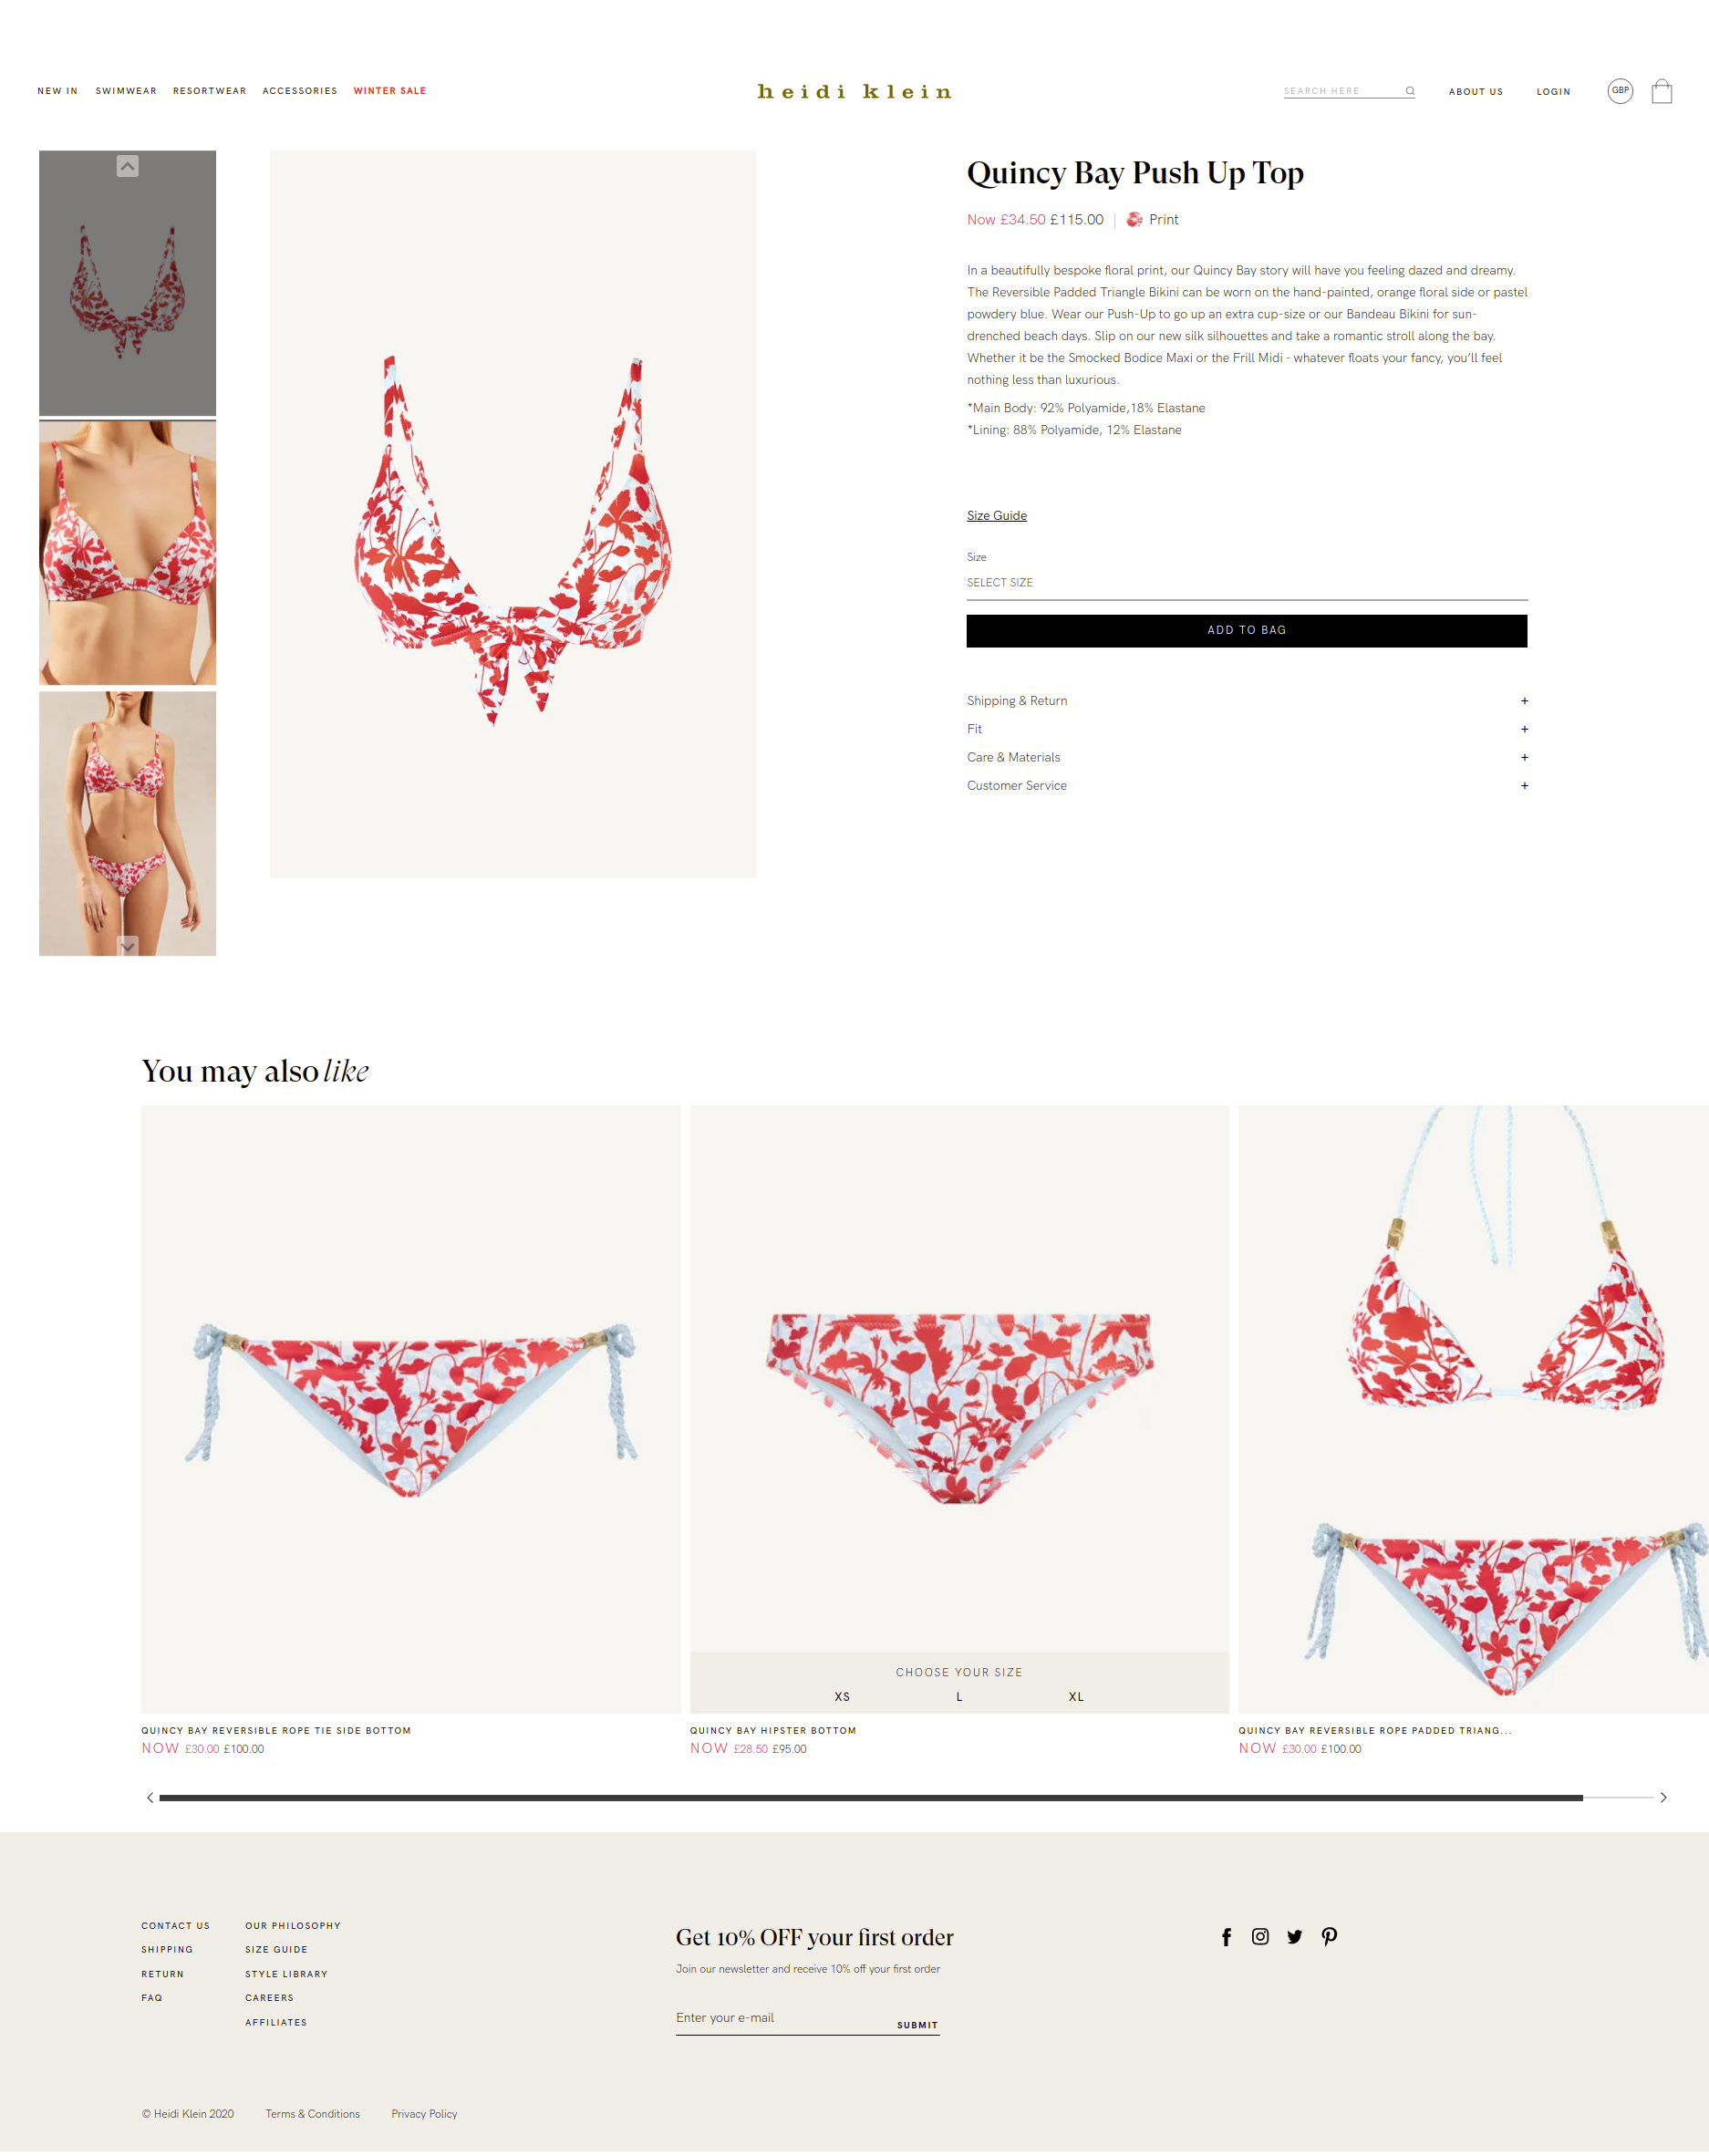 NEW IN SWIMWEAR RESORTWEAR ACCESSORIES WINTER SALE
heidi klein
SEARCH HERE
ABOUT US LOGIN GBP
Quincy Bay Push Up Top
Now £34.50 £115.00 | Print
In a beautifully bespoke floral print, our Quincy Bay story will have you feeling dazed and dreamy.
The Reversible Padded Triangle Bikini can be worn on the hand-painted, orange floral side or pastel
powdery blue. Wear our Push-Up to go up an extra cup-size or our Bandeau Bikini for sun-
drenched beach days. Slip on our new silk silhouettes and take a romantic stroll along the bay.
Whether it be the Smocked Bodice Maxi or the Frill Midi - whatever floats your fancy, you'll feel
nothing less than luxurious.
*Main Body: 92% Polyamide,18% Elastane
*Lining: 88% Polyamide, 12% Elastane
Size Guide
Size
SELECT SIZE
ADD TO BAG
Shipping & Return +
Fit +
Care & Materials +
Customer Service +
You may also like
CHOOSE YOUR SIZE
XS L XL
QUINCY BAY REVERSIBLE ROPE TIE SIDE BOTTOM
NOW £30.00 £100.00
QUINCY BAY HIPSTER BOTTOM
NOW £28.50 £95.00
QUINCY BAY REVERSIBLE ROPE PADDED TRIANG...
NOW £30.00 £100.00
CONTACT US
SHIPPING
RETURN
FAQ
OUR PHILOSOPHY
SIZE GUIDE
STYLE LIBRARY
CAREERS
AFFILIATES
Get 10% OFF your first order
Join our newsletter and receive 10% off your first order
Enter your e-mail
SUBMIT
© Heidi Klein 2020 Terms & Conditions Privacy Policy